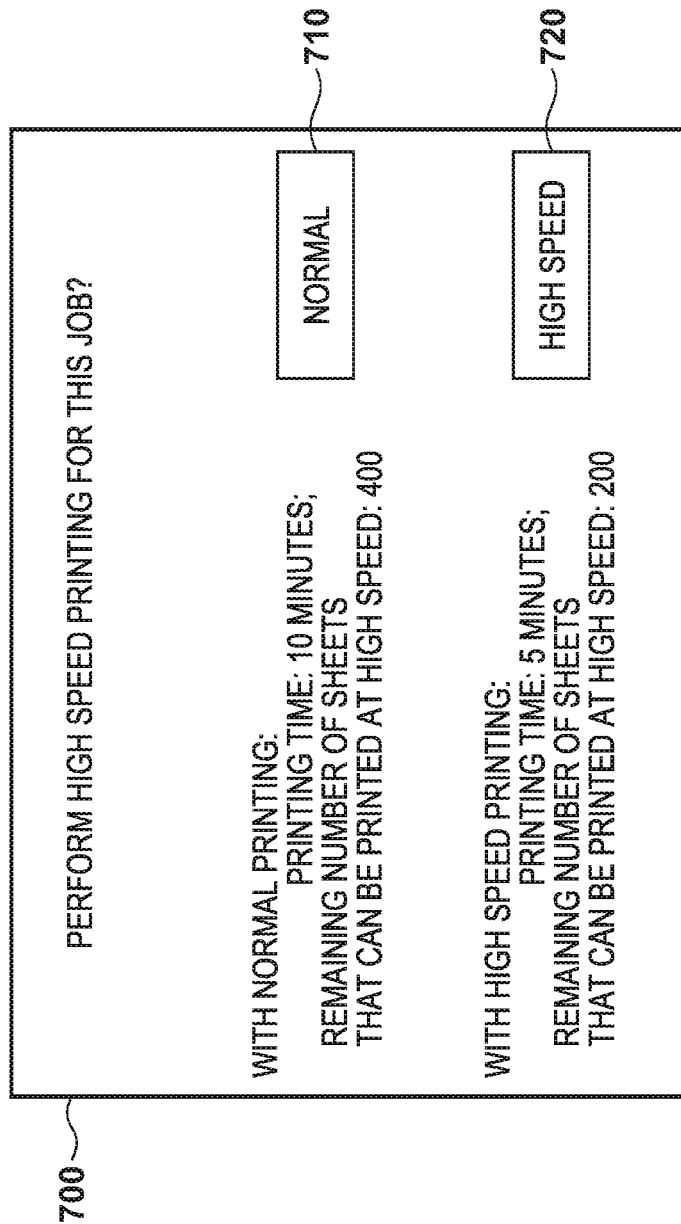 700
PERFORM HIGH SPEED PRINTING FOR THIS JOB?
WITH NORMAL PRINTING:
PRINTING TIME: 10 MINUTES;
REMAINING NUMBER OF SHEETS
THAT CAN BE PRINTED AT HIGH SPEED: 400
NORMAL
710
WITH HIGH SPEED PRINTING:
PRINTING TIME: 5 MINUTES;
REMAINING NUMBER OF SHEETS
THAT CAN BE PRINTED AT HIGH SPEED: 200
HIGH SPEED
720